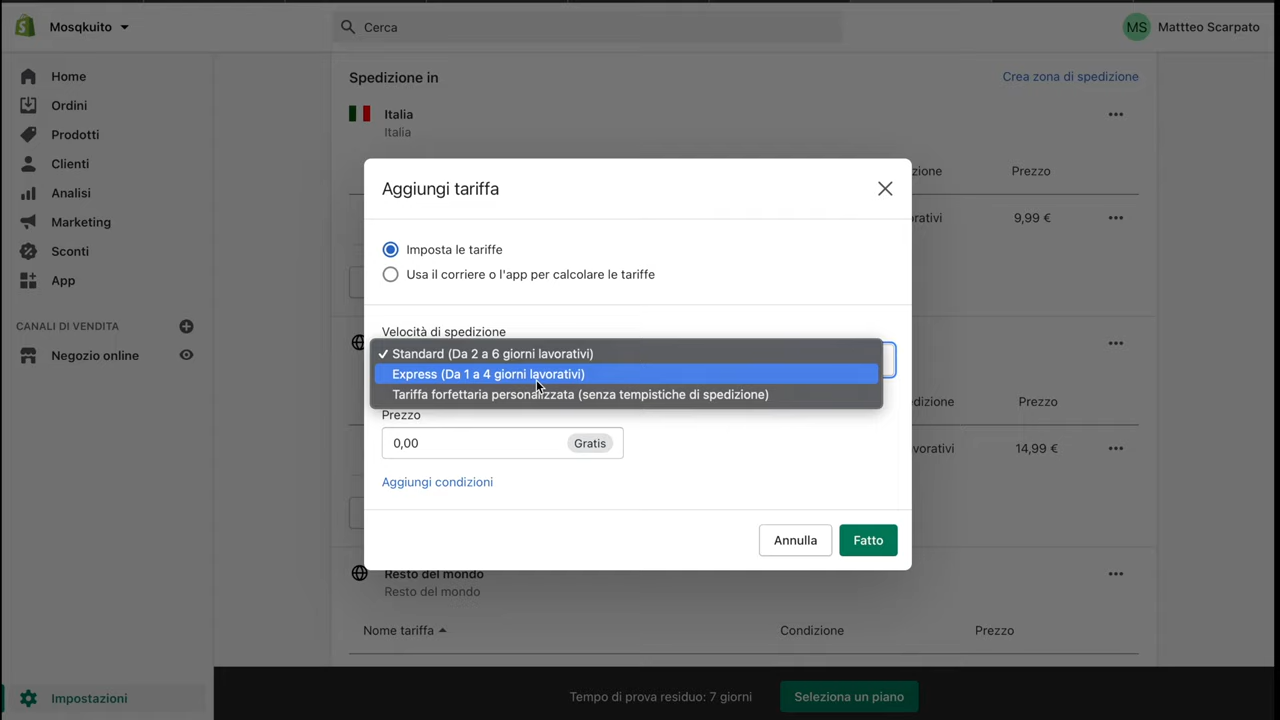 Mosqkuito
Cerca
MS
Mattteo Scarpato
Home
Ordini
Prodotti
Clienti
Analisi
Marketing
Sconti
App
CANALI DI VENDITA
Negozio online
Impostazioni
Spedizione in
Crea zona di spedizione
Italia
Italia
zione
Prezzo
rativi
9,99 €
Aggiungi tariffa
Imposta le tariffe
Usa il corriere o l'app per calcolare le tariffe
Velocità di spedizione
✓ Standard (Da 2 a 6 giorni lavorativi)
Express (Da 1 a 4 giorni lavorativi)
Tariffa forfettaria personalizzata (senza tempistiche di spedizione)
Prezzo
0,00
Gratis
Aggiungi condizioni
Annulla
Fatto
dizione
Prezzo
vorativi
14,99 €
Resto del mondo
Resto del mondo
Nome tariffa
Condizione
Prezzo
Tempo di prova residuo: 7 giorni
Seleziona un piano